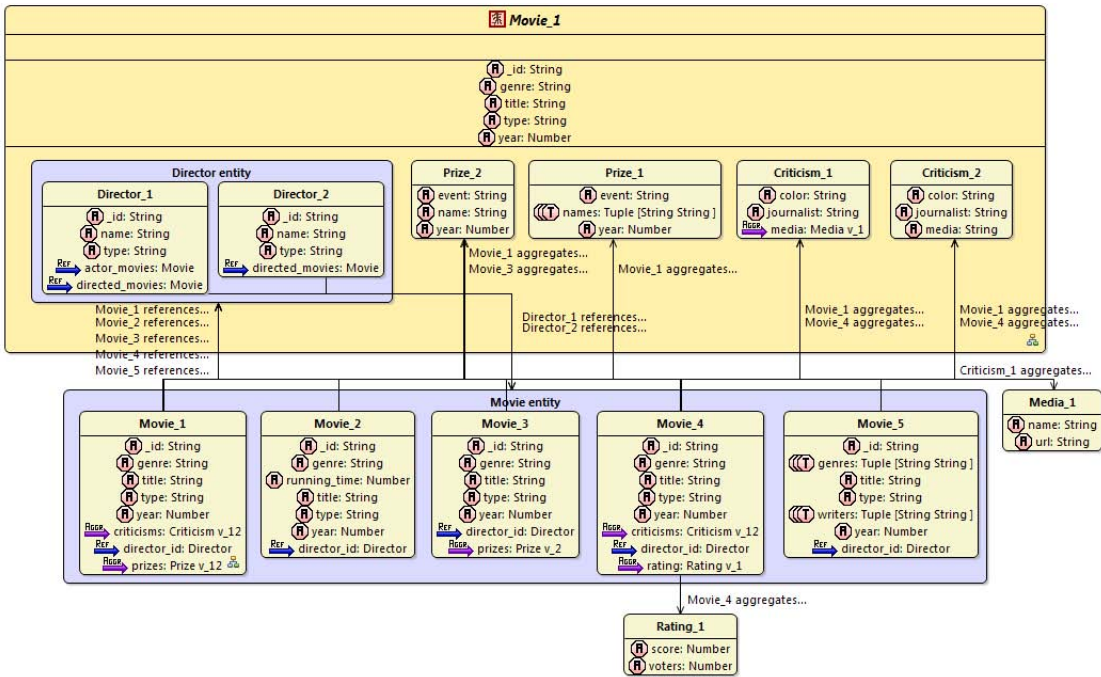 Movie_1
_id: String
genre: String
title: String
type: String
year: Number
Director entity
Director_1
_id: String
name: String
type: String
actor_movies: Movie
directed_movies: Movie
Director_2
_id: String
name: String
type: String
directed_movies: Movie
Prize_2
event: String
name: String
year: Number
Prize_1
event: String
names: Tuple [String String ]
year: Number
Criticism_1
color: String
journalist: String
media: Media v_1
Criticism_2
color: String
journalist: String
media: String
Movie_1 aggregates...
Movie_3 aggregates...
Movie_1 aggregates...
Movie_1 references...
Movie_2 references...
Movie_3 references...
Movie_4 references...
Movie_5 references...
Director_1 references...
Director_2 references...
Movie_1 aggregates...
Movie_4 aggregates...
Movie_1 aggregates...
Movie_4 aggregates...
Criticism_1 aggregates...
Media_1
name: String
url: String
Movie entity
Movie_1
_id: String
genre: String
title: String
type: String
year: Number
criticisms: Criticism v_12
director_id: Director
prizes: Prize v_12
Movie_2
_id: String
genre: String
running_time: Number
title: String
type: String
year: Number
director_id: Director
Movie_3
_id: String
genre: String
title: String
type: String
year: Number
director_id: Director
prizes: Prize v_2
Movie_4
_id: String
genre: String
title: String
type: String
year: Number
criticisms: Criticism v_12
director_id: Director
rating: Rating v_1
Movie_5
_id: String
genres: Tuple [String String ]
title: String
type: String
writers: Tuple [String String ]
year: Number
director_id: Director
Movie_4 aggregates...
Rating_1
score: Number
voters: Number